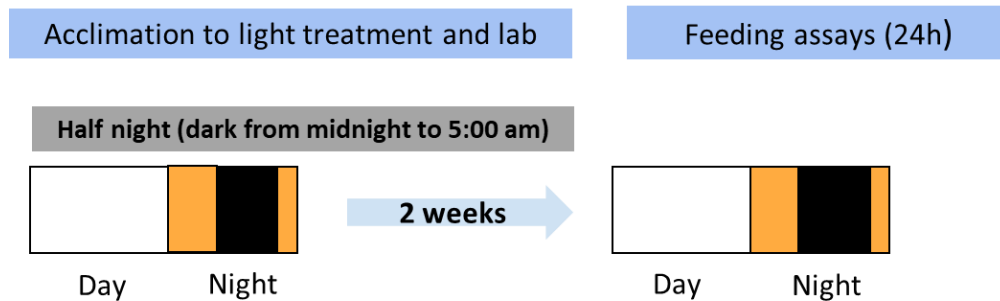 Acclimation to light treatment and lab
Feeding assays (24h)
Half night (dark from midnight to 5:00 am)
2 weeks
Day
Night
Day
Night